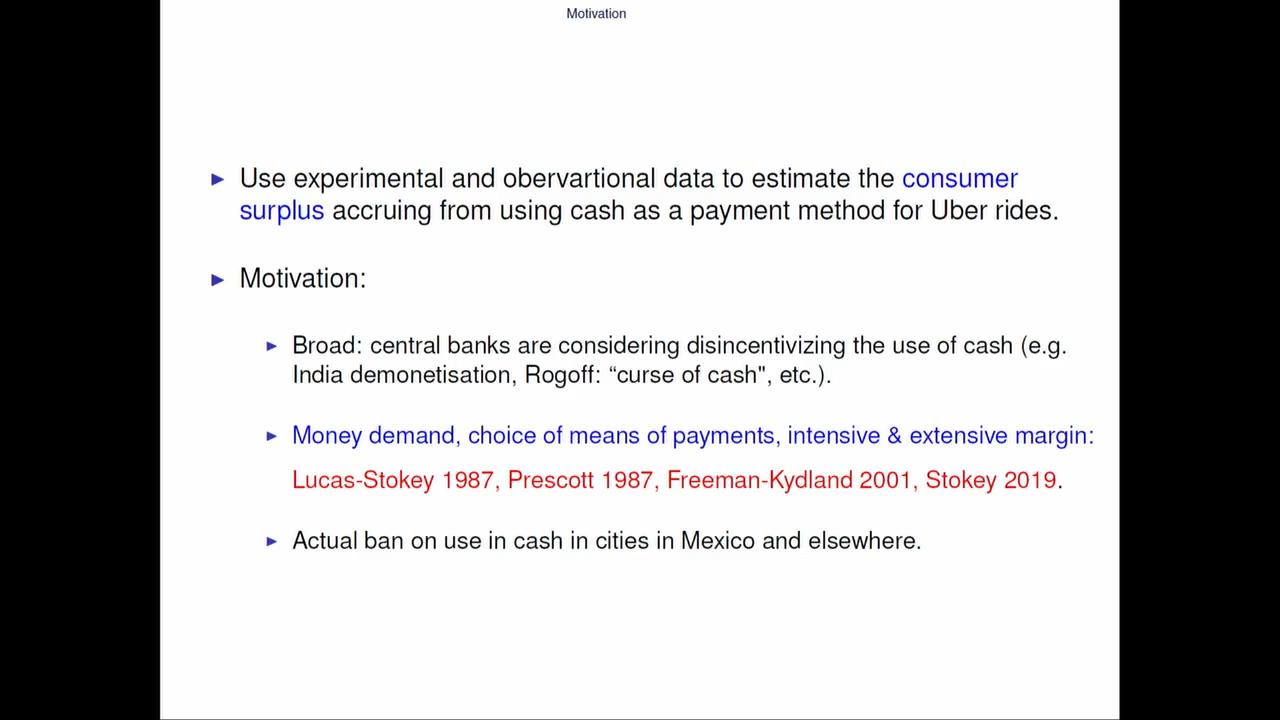 Motivation
► Use experimental and obervartional data to estimate the consumer
surplus accruing from using cash as a payment method for Uber rides.
► Motivation:
► Broad: central banks are considering disincentivizing the use of cash (e.g.
India demonetisation, Rogoff: “curse of cash", etc.).
► Money demand, choice of means of payments, intensive & extensive margin:
Lucas-Stokey 1987, Prescott 1987, Freeman-Kydland 2001, Stokey 2019.
► Actual ban on use in cash in cities in Mexico and elsewhere.